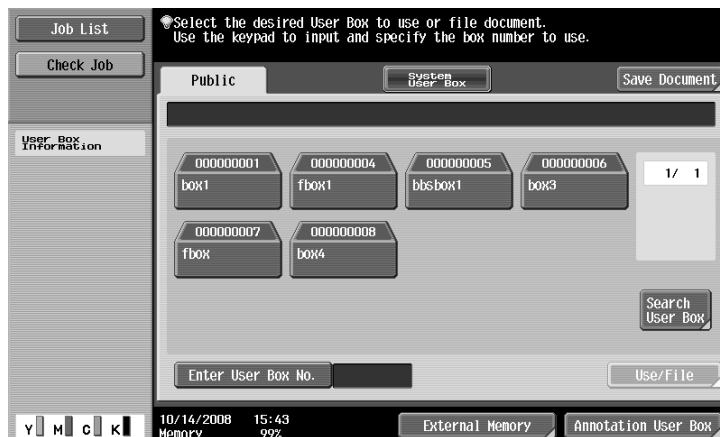 Job List
Check Job
Select the desired User Box to use or file document.
Use the keypad to input and specify the box number to use.
Public
System
User Box
Save Document
User Box
Information
000000001
box1
000000004
fbox1
000000005
bbsbox1
000000006
box3
1/ 1
000000007
fbox
000000008
box4
Search
User Box
Enter User Box No.
Use/File
Y M C K
10/14/2008 15:43
Memory 99%
External Memory
Annotation User Box